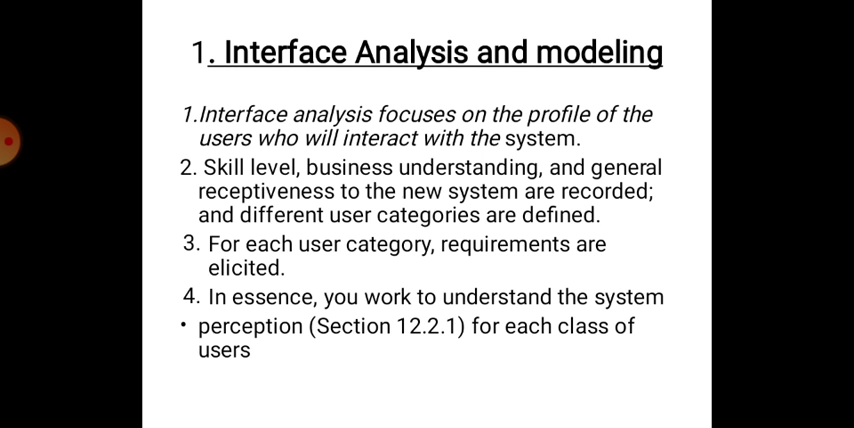 1. Interface Analysis and modeling
1.Interface analysis focuses on the profile of the
users who will interact with the system.
2. Skill level, business understanding, and general
receptiveness to the new system are recorded;
and different user categories are defined.
3. For each user category, requirements are
elicited.
4. In essence, you work to understand the system
• perception (Section 12.2.1) for each class of
users